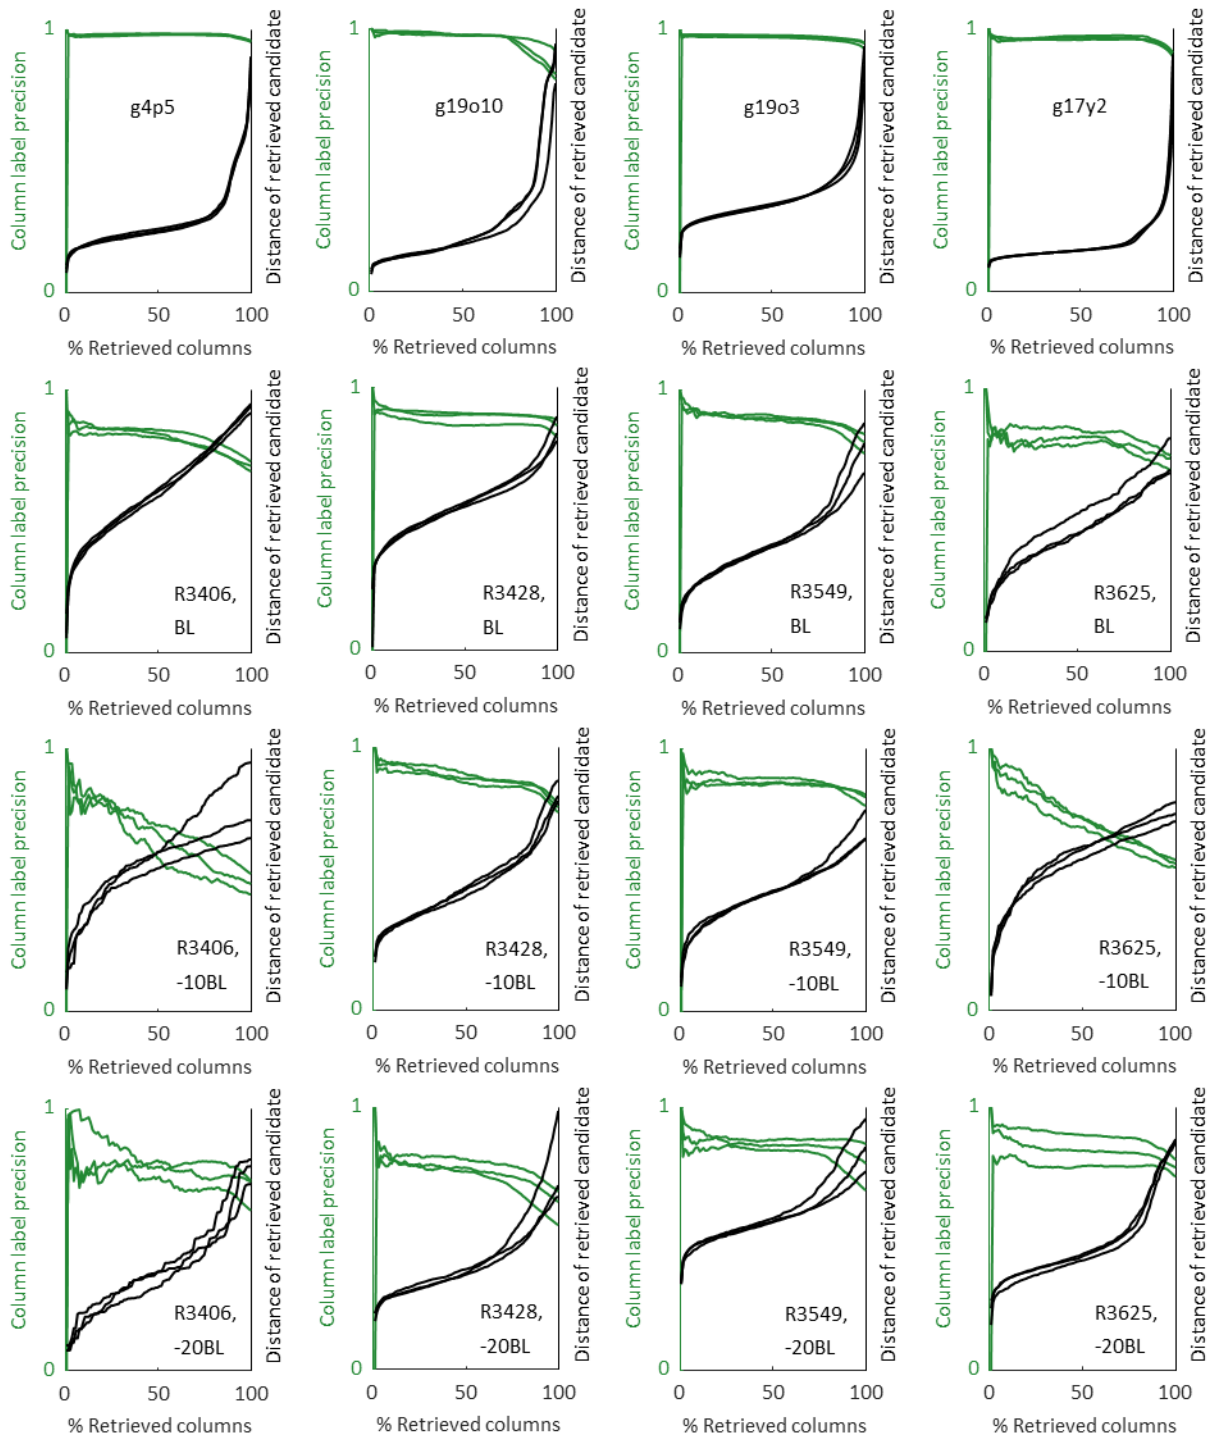 Column label precision
1
0
g4p5
Distance of retrieved candidate
0 50 100
% Retrieved columns
Column label precision
1
0
g19o10
Distance of retrieved candidate
0 50 100
% Retrieved columns
Column label precision
1
0
g19o3
Distance of retrieved candidate
0 50 100
% Retrieved columns
Column label precision
1
0
g17y2
Distance of retrieved candidate
0 50 100
% Retrieved columns
Column label precision
1
0
R3406,
BL
Distance of retrieved candidate
0 50 100
% Retrieved columns
Column label precision
1
0
R3428,
BL
Distance of retrieved candidate
0 50 100
% Retrieved columns
Column label precision
1
0
R3549,
BL
Distance of retrieved candidate
0 50 100
% Retrieved columns
Column label precision
1
0
R3625,
BL
Distance of retrieved candidate
0 50 100
% Retrieved columns
Column label precision
1
0
R3406,
-10BL
Distance of retrieved candidate
0 50 100
% Retrieved columns
Column label precision
1
0
R3428,
-10BL
Distance of retrieved candidate
0 50 100
% Retrieved columns
Column label precision
1
0
R3549,
-10BL
Distance of retrieved candidate
0 50 100
% Retrieved columns
Column label precision
1
0
R3625,
-10BL
Distance of retrieved candidate
0 50 100
% Retrieved columns
Column label precision
1
0
R3406,
-20BL
Distance of retrieved candidate
0 50 100
% Retrieved columns
Column label precision
1
0
R3428,
-20BL
Distance of retrieved candidate
0 50 100
% Retrieved columns
Column label precision
1
0
R3549,
-20BL
Distance of retrieved candidate
0 50 100
% Retrieved columns
Column label precision
1
0
R3625,
-20BL
Distance of retrieved candidate
0 50 100
% Retrieved columns